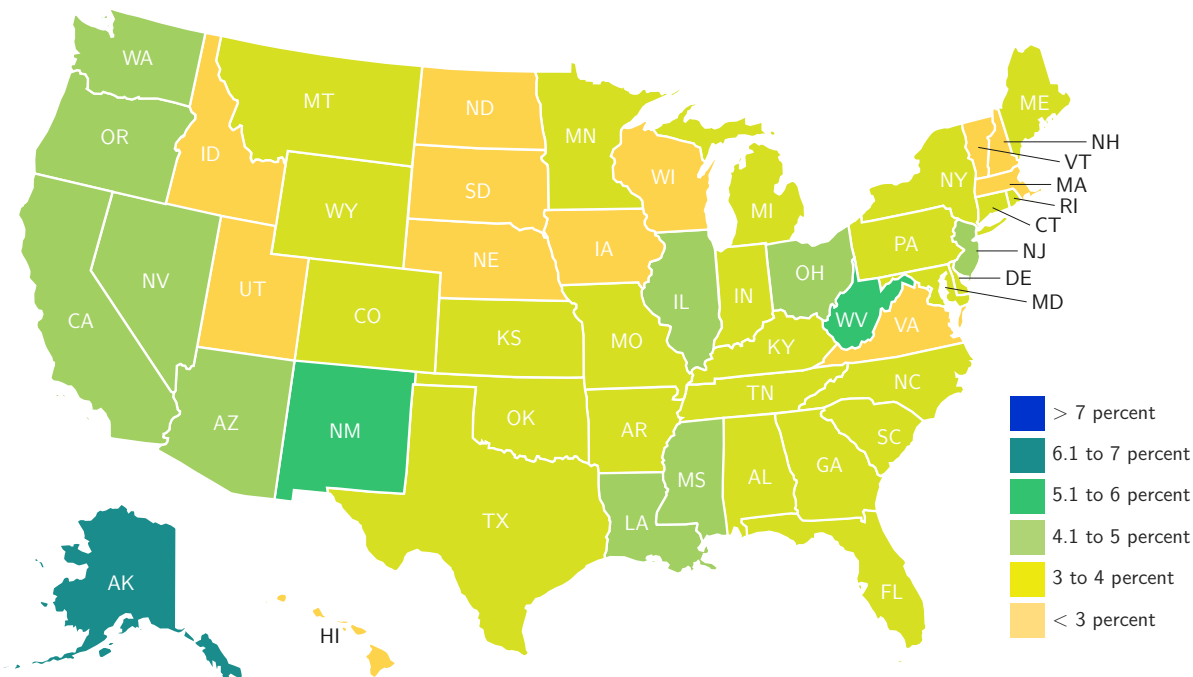 WA
ME
MT
ND
OR
MN
NH
ID
VT
WI
NY
MA
SD
RI
WY
MI
CT
PA
IA
NJ
NE
OH
NV
DE
UT
IN
IL
MD
CO
WV
VA
CA
KS
MO
KY
NC
TN
> 7 percent
OK
AZ
NM
AR
SC
6.1 to 7 percent
GA
MS
AL
5.1 to 6 percent
TX
LA
4.1 to 5 percent
AK
3 to 4 percent
FL
HI
< 3 percent